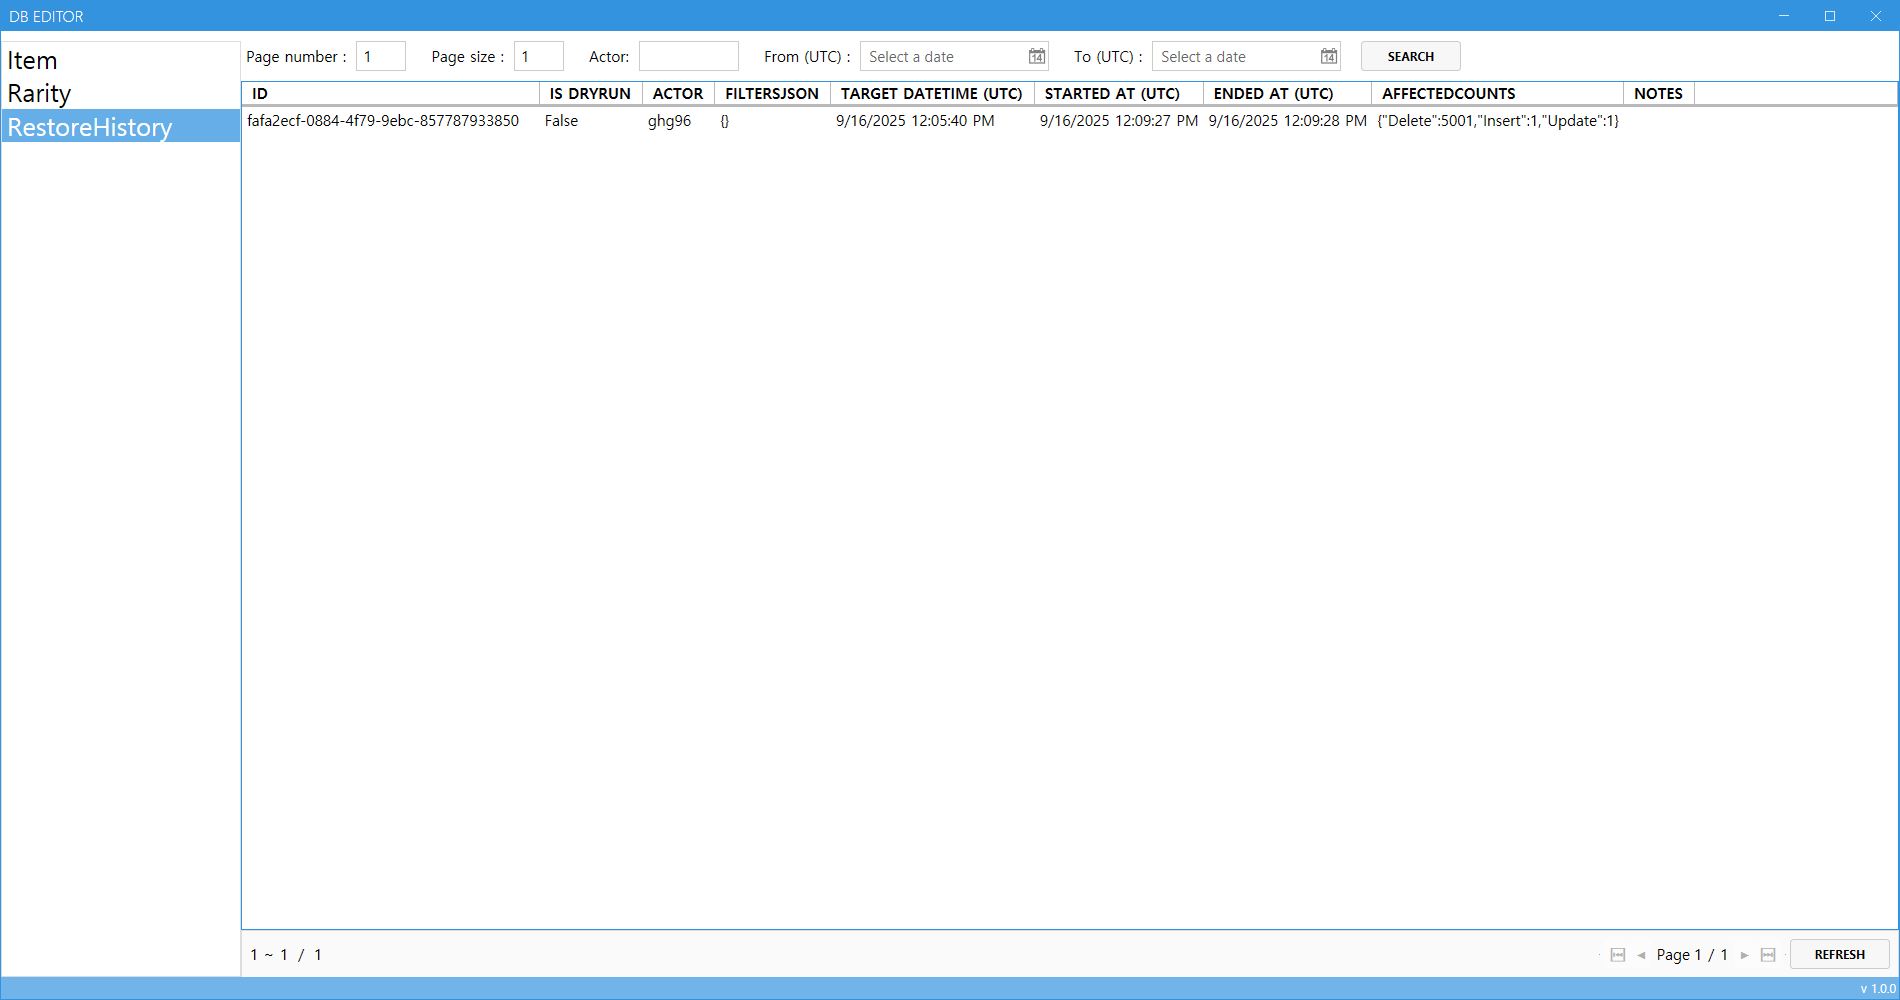 DB EDITOR
Item
Rarity
RestoreHistory
Page number : 1 Page size : 1 Actor: From (UTC) : Select a date 14 To (UTC) : Select a date 14 SEARCH
ID IS DRYRUN ACTOR FILTERSJSON TARGET DATETIME (UTC) STARTED AT (UTC) ENDED AT (UTC) AFFECTEDCOUNTS NOTES
fafa2ecf-0884-4f79-9ebc-857787933850 False ghg96 {} 9/16/2025 12:05:40 PM 9/16/2025 12:09:27 PM 9/16/2025 12:09:28 PM {"Delete":5001,"Insert":1,"Update":1}
1 ~ 1 / 1 Page 1 / 1 REFRESH
v 1.0.0